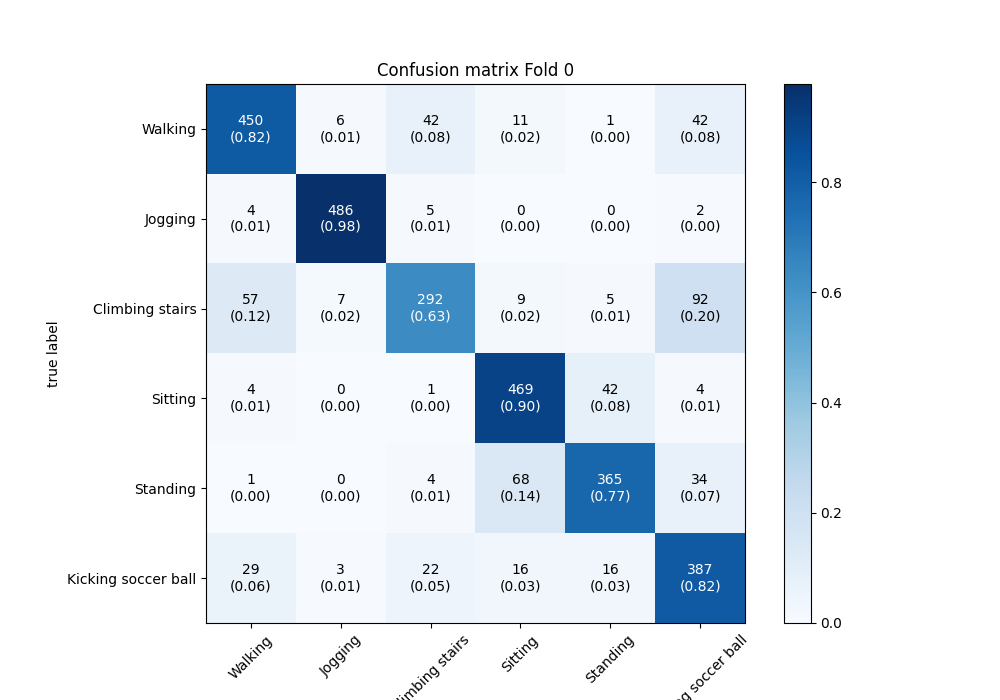 Confusion matrix Fold 0
Walking
450 6 42 11 1 42
(0.82) (0.01) (0.08) (0.02) (0.00) (0.08)
Jogging
4 486 5 0 0 2
(0.01) (0.98) (0.01) (0.00) (0.00) (0.00)
Climbing stairs
57 7 292 9 5 92
(0.12) (0.02) (0.63) (0.02) (0.01) (0.20)
Sitting
4 0 1 469 42 4
(0.01) (0.00) (0.00) (0.90) (0.08) (0.01)
Standing
1 0 4 68 365 34
(0.00) (0.00) (0.01) (0.14) (0.77) (0.07)
Kicking soccer ball
29 3 22 16 16 387
(0.06) (0.01) (0.05) (0.03) (0.03) (0.82)
true label
Walking
Jogging
limbing stairs
Sitting
Standing
g soccer ball
0.8
0.6
0.4
0.2
0.0